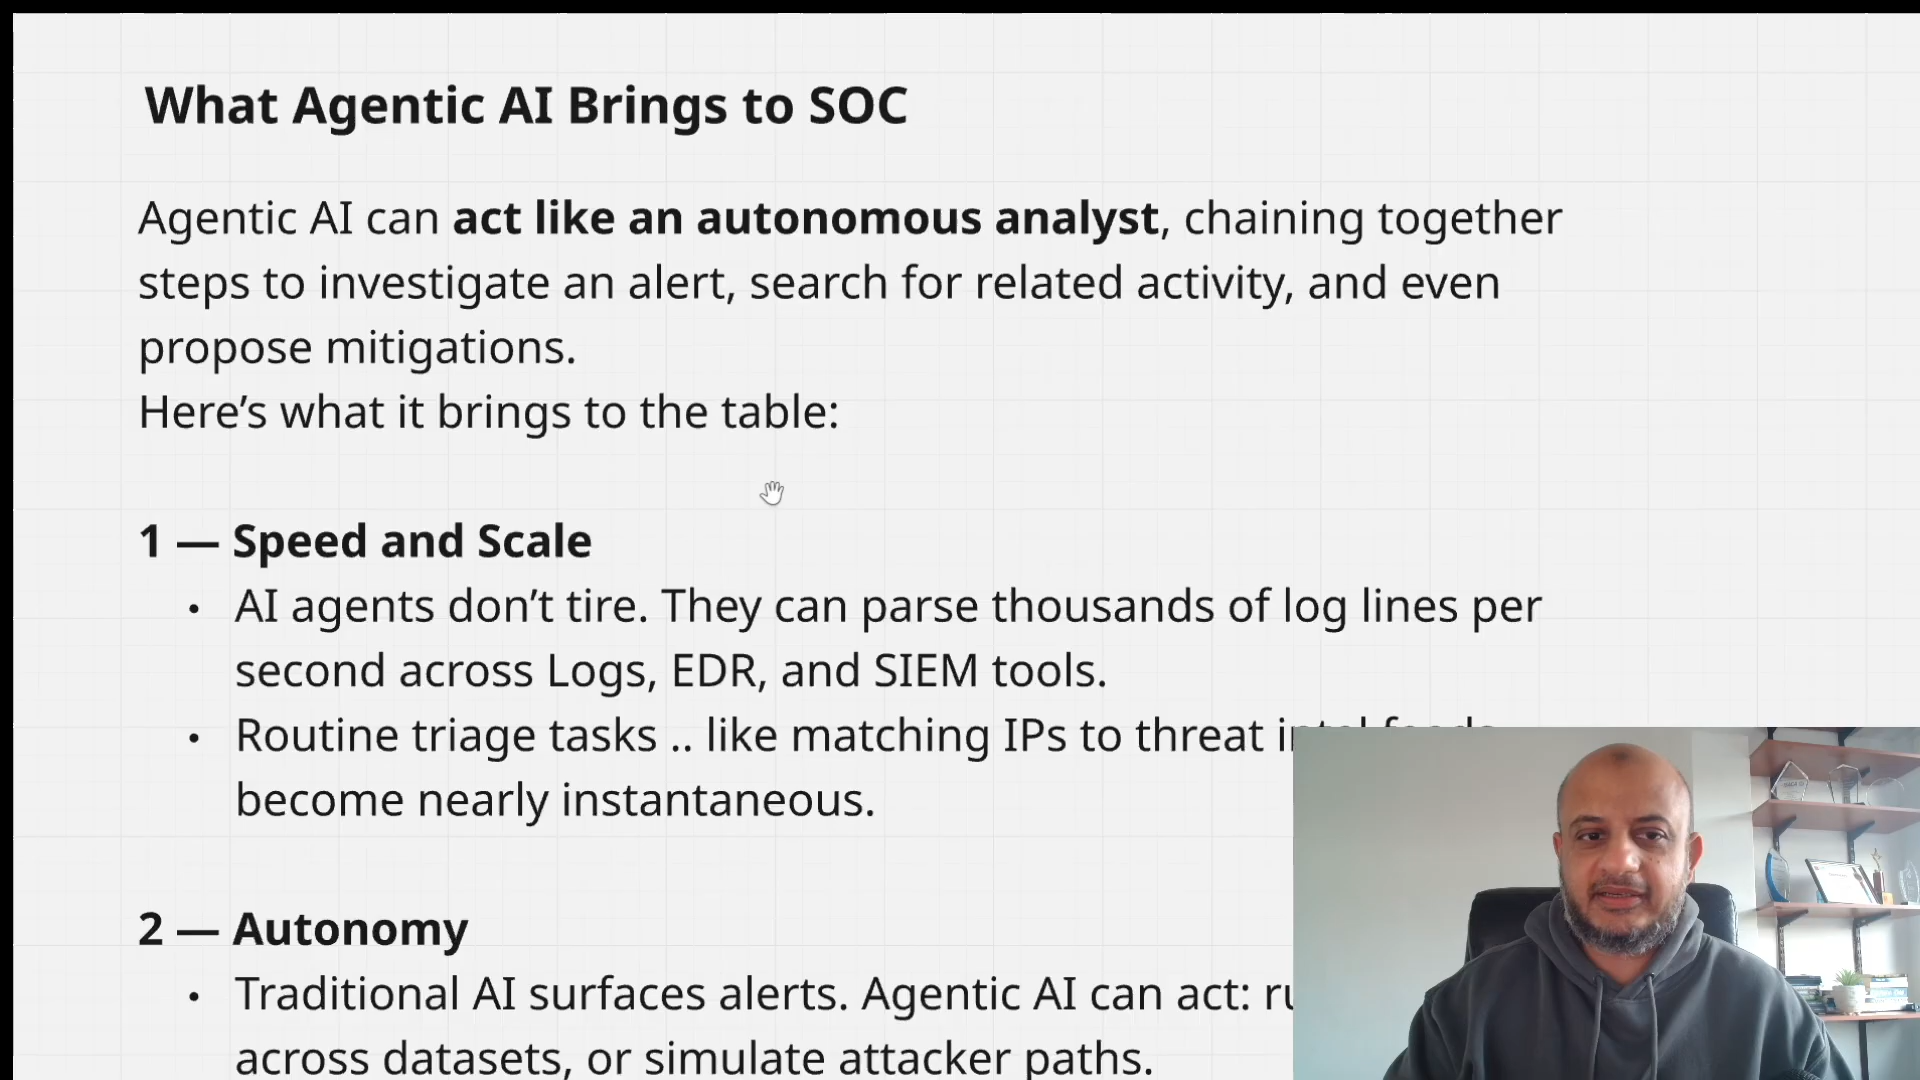 What Agentic AI Brings to SOC
Agentic AI can act like an autonomous analyst, chaining together
steps to investigate an alert, search for related activity, and even
propose mitigations.
Here’s what it brings to the table:
1 — Speed and Scale
• AI agents don’t tire. They can parse thousands of log lines per
second across Logs, EDR, and SIEM tools.
• Routine triage tasks .. like matching IPs to threat intel feeds
become nearly instantaneous.
2 — Autonomy
• Traditional AI surfaces alerts. Agentic AI can act:
across datasets, or simulate attacker paths.